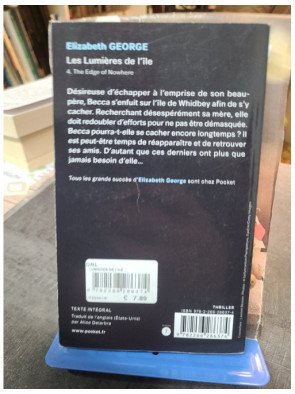 Elizabeth GEORGE
Les Lumières de l'île
4. The Edge of Nowhere
Désireuse d'échapper à l'emprise de son beau-
père, Becca s'enfuit sur l'île de Whidbey afin de s'y
cacher. Recherchant désespérément sa mère, elle
doit redoubler d'efforts pour ne pas être démasquée.
Becca pourra-t-elle se cacher encore longtemps ? Il
est peut-être temps de réapparaître et de retrouver
ses amis. D'autant que ces derniers ont plus que
jamais besoin d'elle...
Tous les grands succès d'Elizabeth George sont chez Pocket
€ 7.89
TEXTE INTÉGRAL
Traduit de l'anglais (États-Unis)
par Alice Delarbre
www.pocket.fr
THRILLER